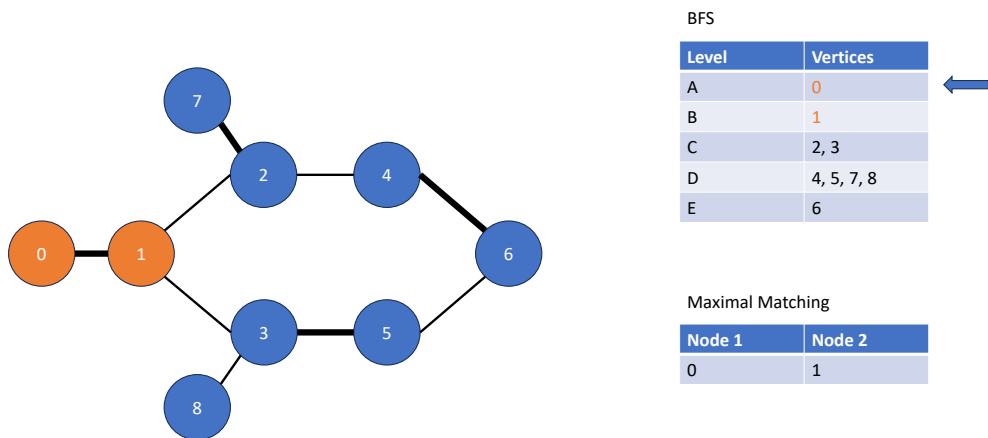 BFS
Level Vertices
A 0
B 1
C 2, 3
D 4, 5, 7, 8
E 6
7
2 4
0 1 6
3 5
8
Maximal Matching
Node 1 Node 2
0 1